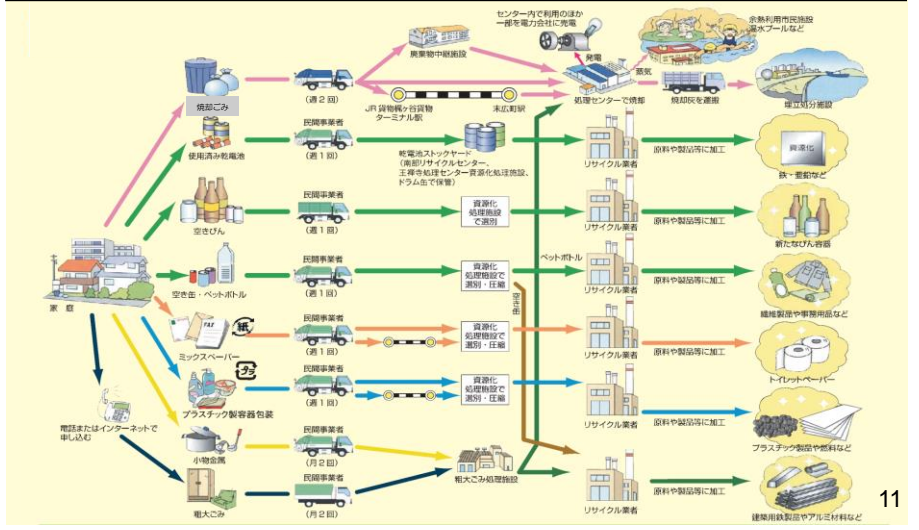 センター内で利用のほか
一部を電力会社に売電
余熱利用市民施設
温水プールなど
廃棄物中継施設
発電
蒸気
焼却ごみ
(週2回)
JR貨物梶ヶ谷貨物
ターミナル駅
末広町駅
処理センターで焼却
焼却灰を運搬
埋立処分施設
使用済み乾電池
民間事業者
(週1回)
乾電池ストックヤード
(南部リサイクルセンター、
王禅寺処理センター資源化処理施設、
ドラム缶で保管)
リサイクル業者
原料や製品等に加工
資源化
鉄・亜鉛など
空きびん
民間事業者
(週1回)
資源化
処理施設
で選別
リサイクル業者
原料や製品等に加工
新たなびん容器
家庭
空き缶・ペットボトル
民間事業者
(週1回)
資源化
処理施設で
選別・圧縮
ペットボトル
空き缶
リサイクル業者
原料や製品等に加工
繊維製品や事務用品など
FAX
紙
ミックスペーパー
民間事業者
(週1回)
資源化
処理施設で
選別・圧縮
リサイクル業者
原料や製品等に加工
トイレットペーパー
プラ
プラスチック製容器包装
民間事業者
(週1回)
資源化
処理施設で
選別・圧縮
リサイクル業者
原料や製品等に加工
プラスチック製品や燃料など
電話またはインターネットで
申し込む
小物金属
民間事業者
(月2回)
粗大ごみ処理施設
粗大ごみ
民間事業者
(月2回)
リサイクル業者
原料や製品等に加工
建築用鉄製品やアルミ材料など
11